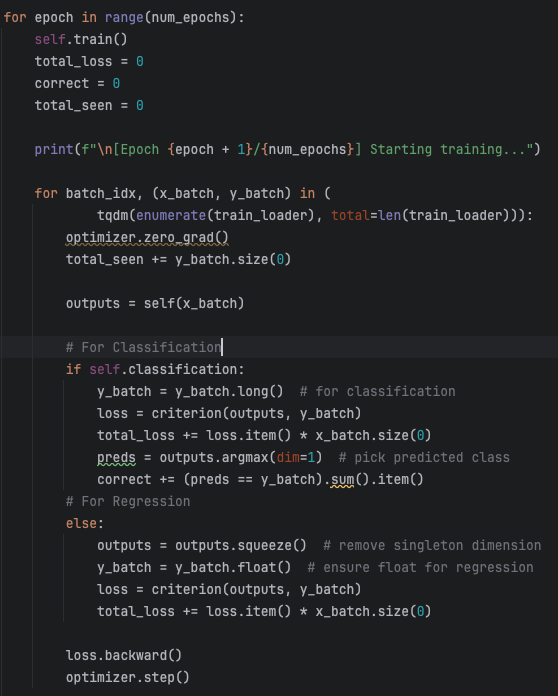 for epoch in range(num_epochs):
    self.train()
    total_loss = 0
    correct = 0
    total_seen = 0

    print(f"\n[Epoch {epoch + 1}/{num_epochs}] Starting training...")

    for batch_idx, (x_batch, y_batch) in (
            tqdm(enumerate(train_loader), total=len(train_loader))):
        optimizer.zero_grad()
        total_seen += y_batch.size(0)

        outputs = self(x_batch)

        # For Classification
        if self.classification:
            y_batch = y_batch.long()  # for classification
            loss = criterion(outputs, y_batch)
            total_loss += loss.item() * x_batch.size(0)
            preds = outputs.argmax(dim=1)  # pick predicted class
            correct += (preds == y_batch).sum().item()
        # For Regression
        else:
            outputs = outputs.squeeze()  # remove singleton dimension
            y_batch = y_batch.float()  # ensure float for regression
            loss = criterion(outputs, y_batch)
            total_loss += loss.item() * x_batch.size(0)

        loss.backward()
        optimizer.step()